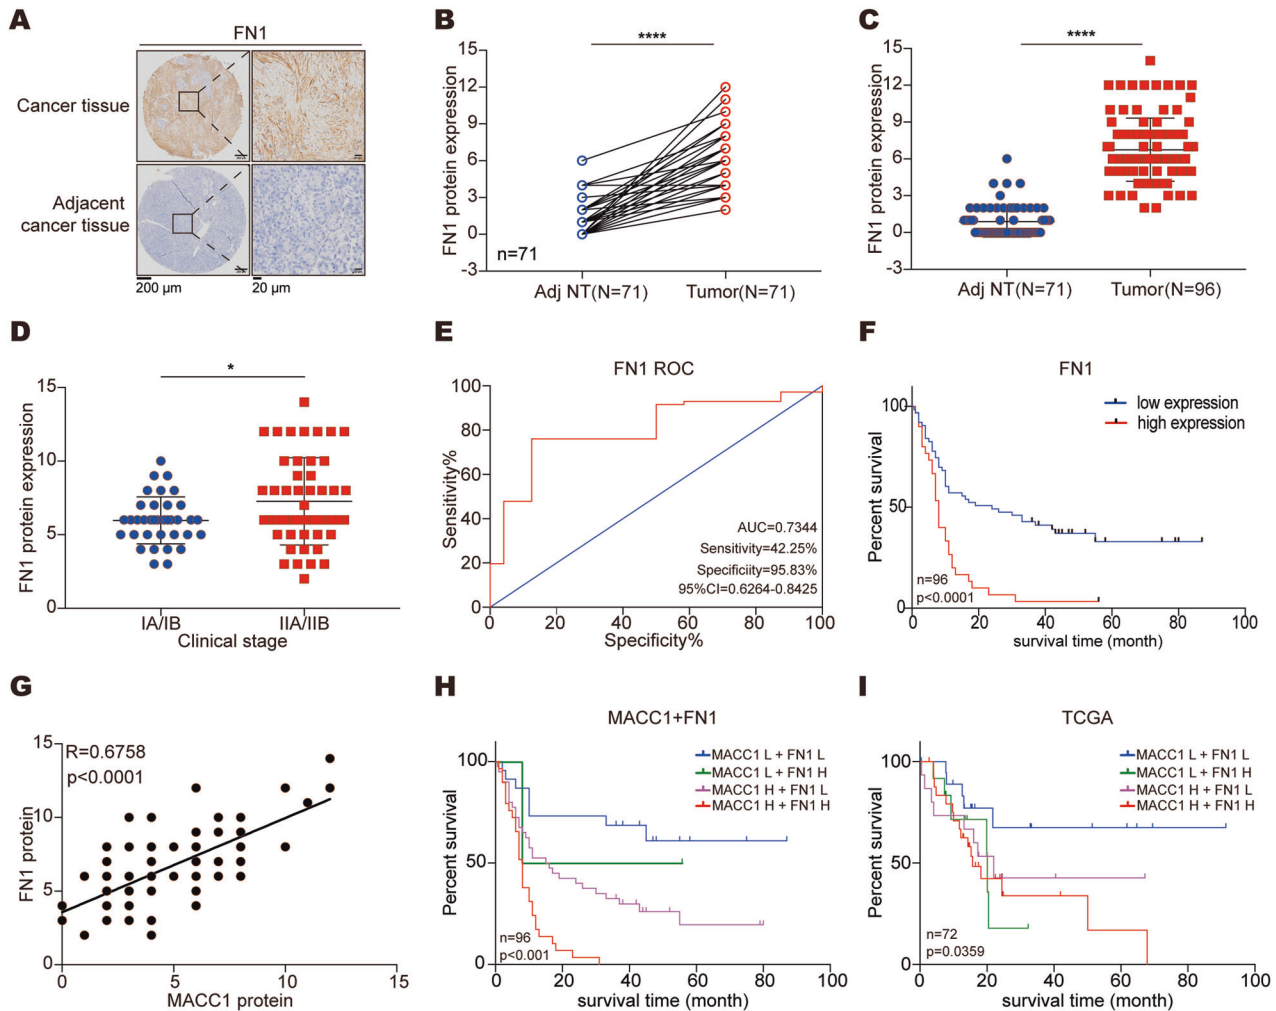 A
FN1
Cancer tissue
Adjacent
cancer tissue
200 μm
20 μm
B
****
FN1 protein expression
15
12
9
6
3
0
-3
n=71
Adj NT(N=71)
Tumor(N=71)
C
****
FN1 protein expression
15
12
9
6
3
0
-3
Adj NT(N=71)
Tumor(N=96)
D
*
FN1 protein expression
15
10
5
0
IA/IB
IIA/IIB
Clinical stage
E
FN1 ROC
Sensitivity%
100
80
60
40
20
0
AUC=0.7344
Sensitivity=42.25%
Specificiity=95.83%
95%CI=0.6264-0.8425
0
20
40
60
80
100
Specificity%
F
FN1
low expression
high expression
Percent survival
100
50
0
n=96
p<0.0001
0
20
40
60
80
100
survival time (month)
G
R=0.6758
p<0.0001
FN1 protein
15
10
5
0
0
5
10
15
MACC1 protein
H
MACC1+FN1
MACC1 L + FN1 L
MACC1 L + FN1 H
MACC1 H + FN1 L
MACC1 H + FN1 H
Percent survival
100
50
0
n=96
p<0.001
0
20
40
60
80
100
survival time (month)
I
TCGA
MACC1 L + FN1 L
MACC1 L + FN1 H
MACC1 H + FN1 L
MACC1 H + FN1 H
Percent survival
100
50
0
n=72
p=0.0359
0
20
40
60
80
100
survival time (month)